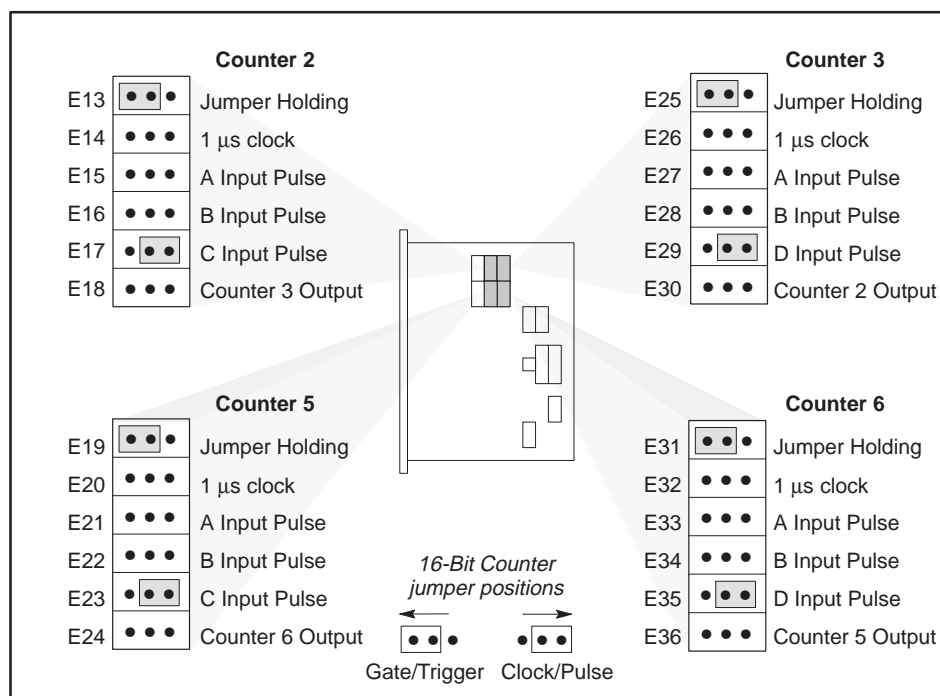 Counter 2
E13 Jumper Holding
E14 1 μs clock
E15 A Input Pulse
E16 B Input Pulse
E17 C Input Pulse
E18 Counter 3 Output
Counter 3
E25 Jumper Holding
E26 1 μs clock
E27 A Input Pulse
E28 B Input Pulse
E29 D Input Pulse
E30 Counter 2 Output
Counter 5
E19 Jumper Holding
E20 1 μs clock
E21 A Input Pulse
E22 B Input Pulse
E23 C Input Pulse
E24 Counter 6 Output
Counter 6
E31 Jumper Holding
E32 1 μs clock
E33 A Input Pulse
E34 B Input Pulse
E35 D Input Pulse
E36 Counter 5 Output
16-Bit Counter
jumper positions
Gate/Trigger Clock/Pulse